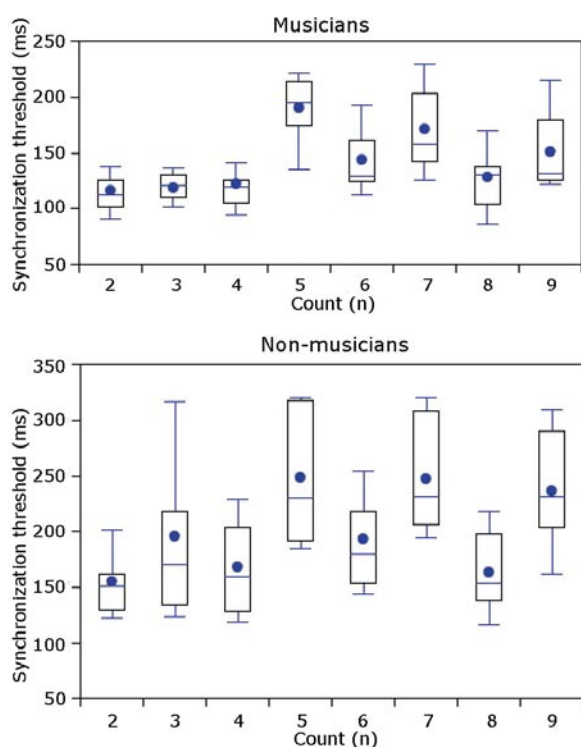 Musicians
Synchronization threshold (ms)
250
200
150
100
50
2 3 4 5 6 7 8 9
Count (n)
Non-musicians
Synchronization threshold (ms)
350
300
250
200
150
100
50
2 3 4 5 6 7 8 9
Count (n)